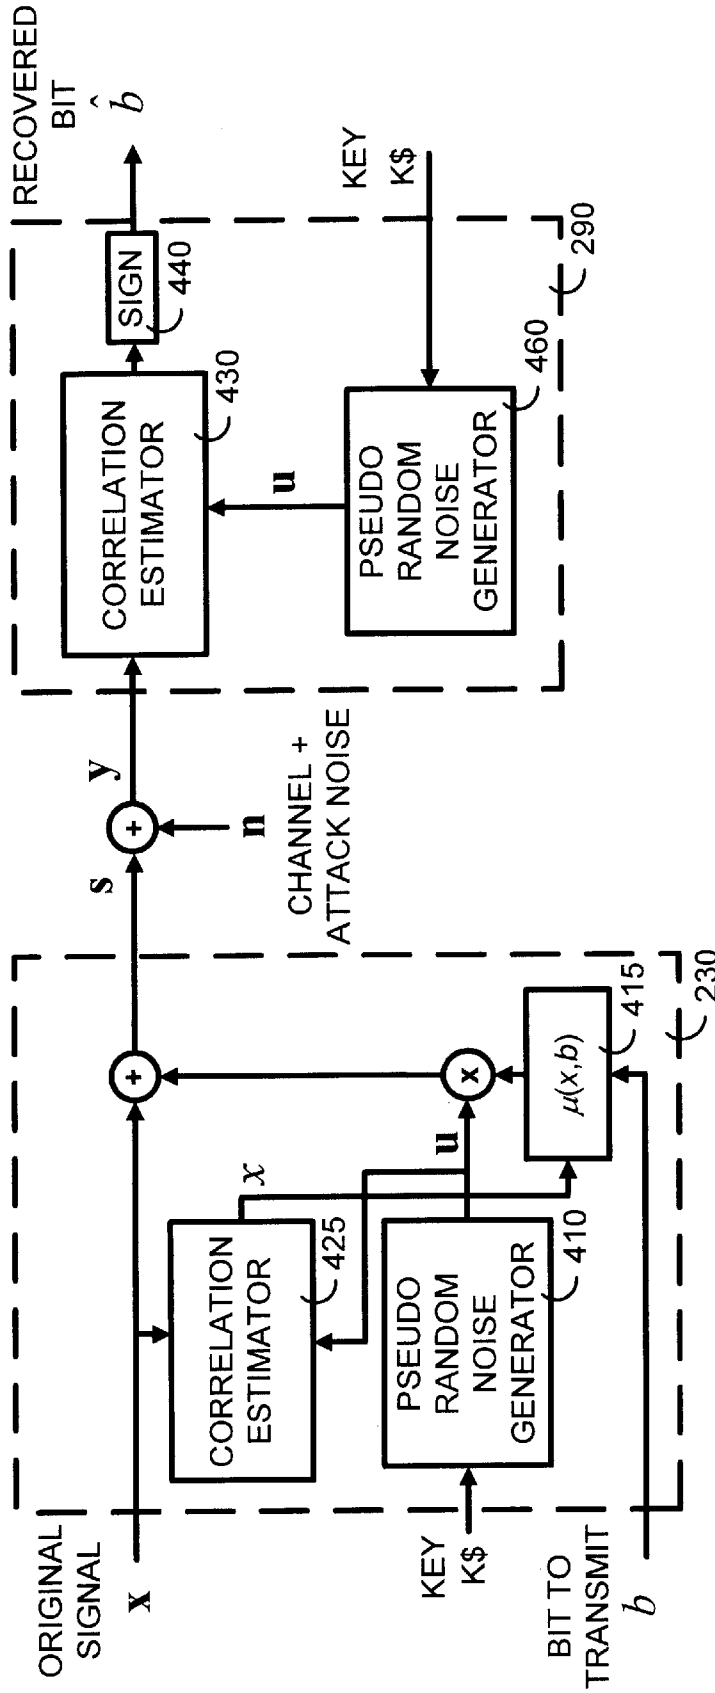 ORIGINAL
SIGNAL
x
CORRELATION
ESTIMATOR
425
x
KEY
K$
PSEUDO
RANDOM
NOISE
GENERATOR
410
u
x
μ(x,b)
415
BIT TO
TRANSMIT
b
230
+
s
+
n
CHANNEL +
ATTACK NOISE
y
CORRELATION
ESTIMATOR
430
u
PSEUDO
RANDOM
NOISE
GENERATOR
460
SIGN
440
290
KEY
K$
RECOVERED
BIT
b̂